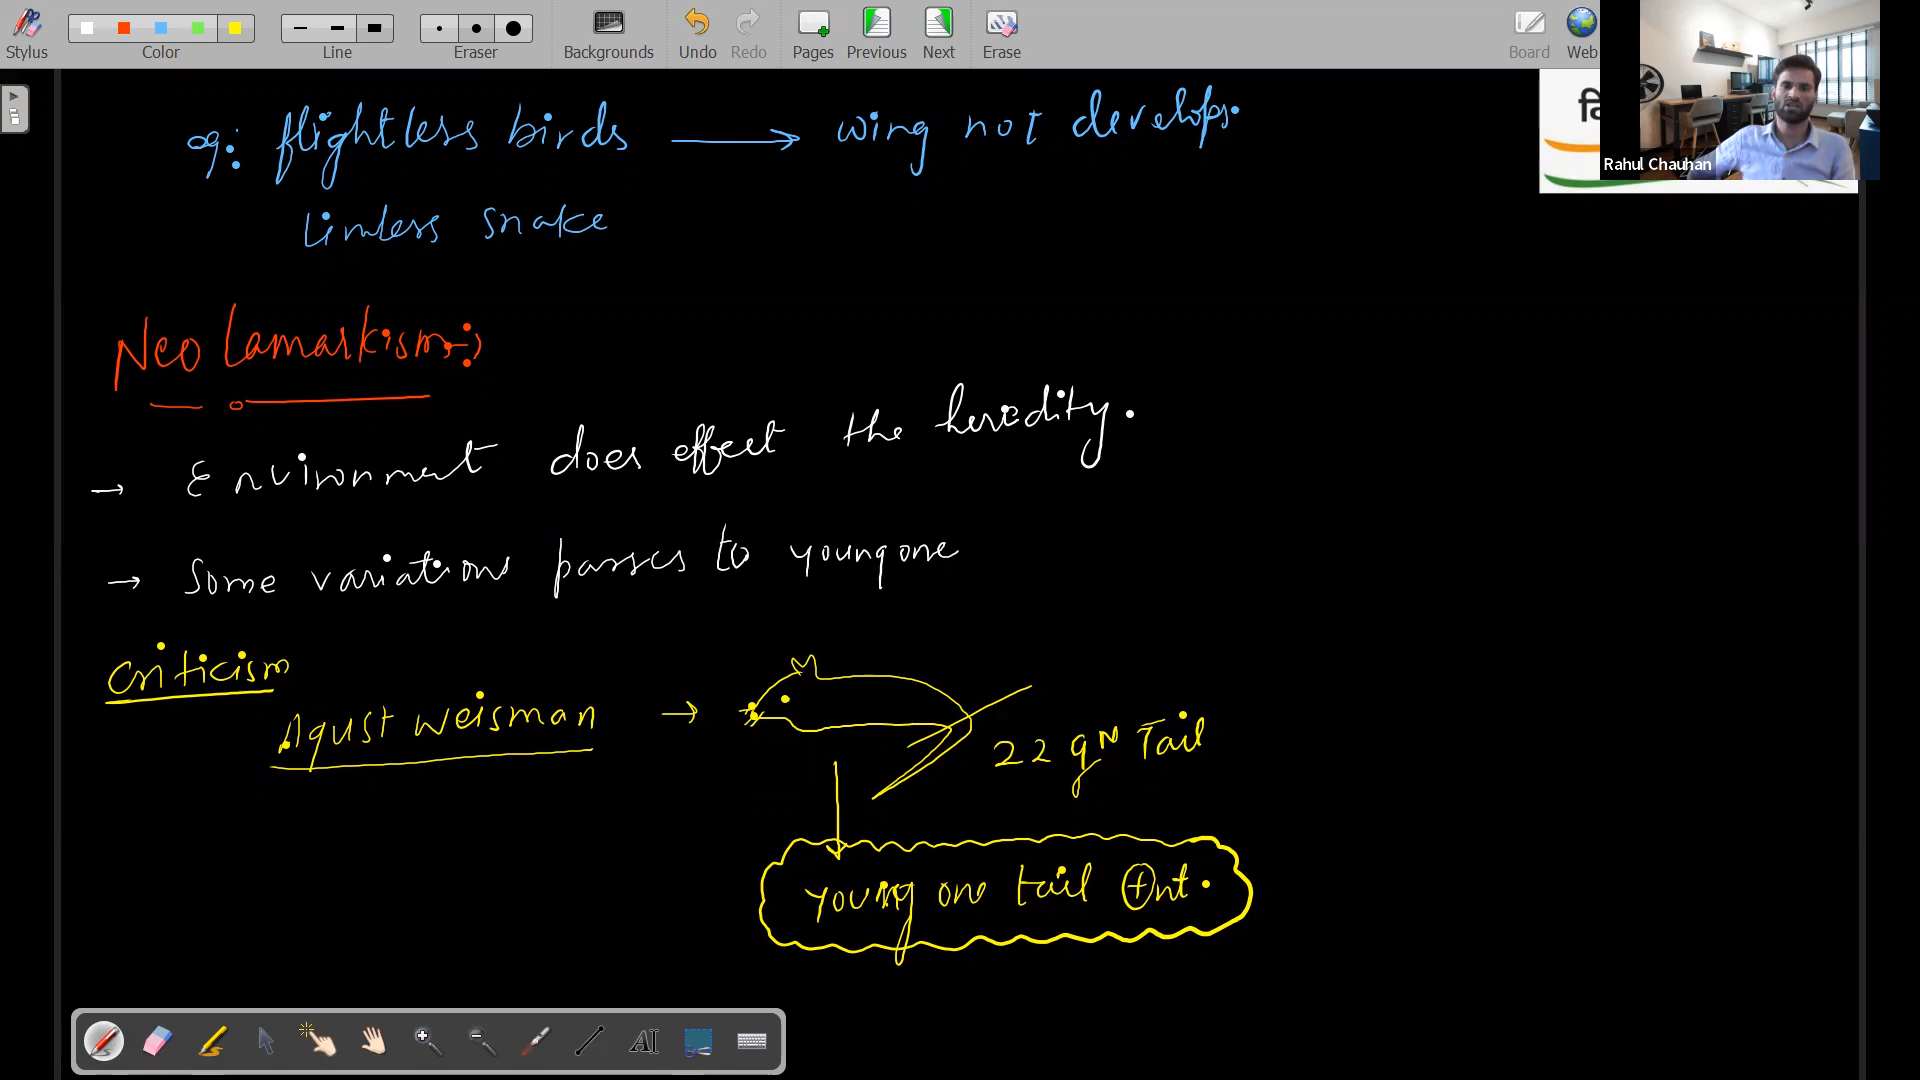 Stylus
Color
Line
Eraser
Backgrounds
Undo
Redo
Pages
Previous
Next
Erase
Board
Web
Rahul Chauhan
eg: flightless birds → wing not develops.
Limless snake
Neo Lamarkism:-)
→ Environment does effect the heredity.
→ Some variations passes to young one
Criticism
Agust Weisman →
22 gN Tail
young one tail ⊕nt.